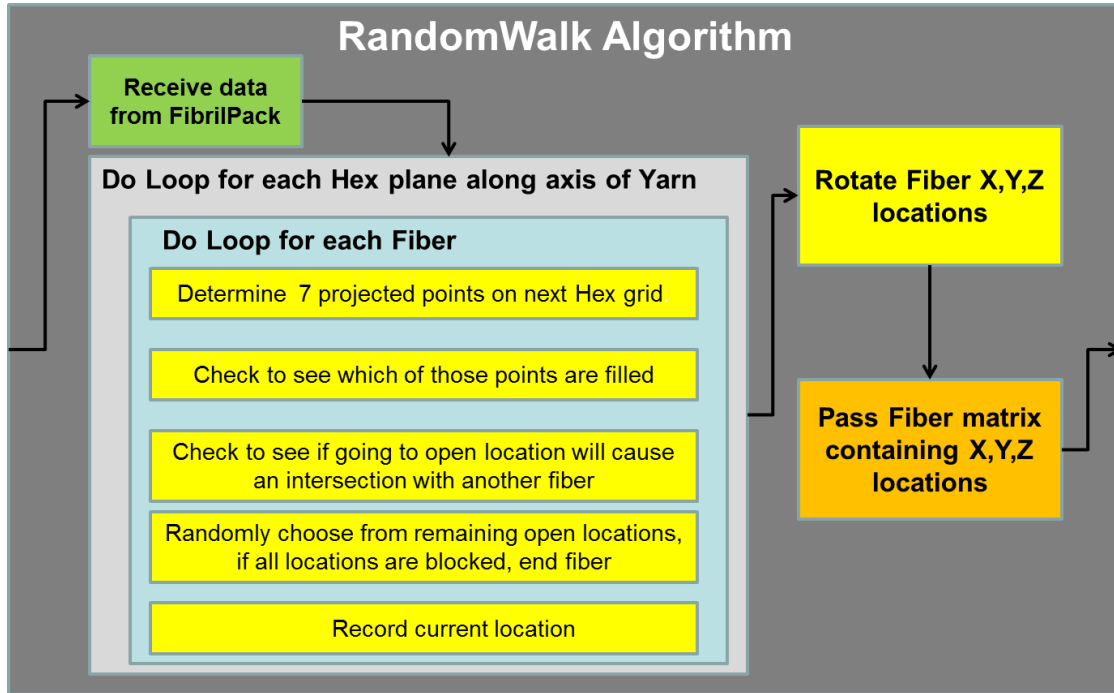 RandomWalk Algorithm
Receive data
from FibrilPack
Do Loop for each Hex plane along axis of Yarn
Do Loop for each Fiber
Determine 7 projected points on next Hex grid.
Check to see which of those points are filled
Check to see if going to open location will cause
an intersection with another fiber
Randomly choose from remaining open locations,
if all locations are blocked, end fiber
Record current location
Rotate Fiber X,Y,Z
locations
Pass Fiber matrix
containing X,Y,Z
locations